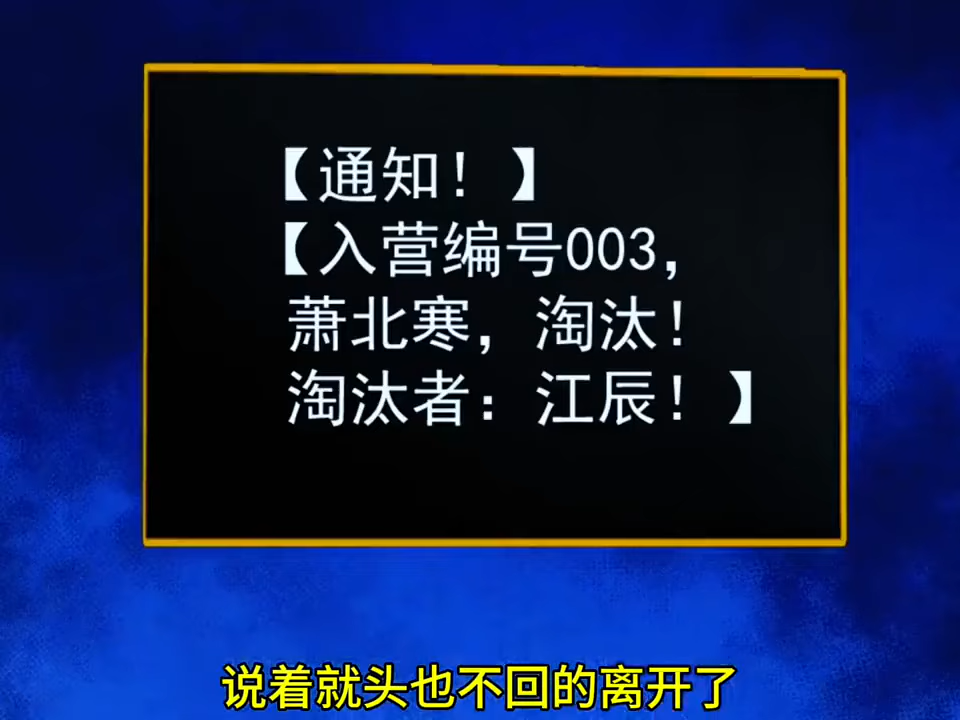 【通知！】
【入营编号003，
萧北寒，淘汰！
淘汰者：江辰！】
说着就头也不回的离开了